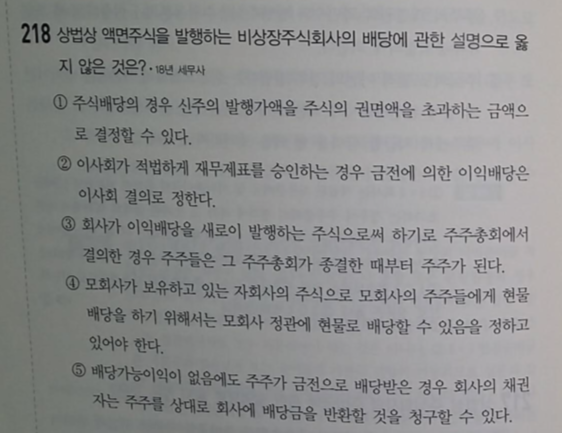 218 상법상 액면주식을 발행하는 비상장주식회사의 배당에 관한 설명으로 옳
지 않은 것은? • 18년 세무사
① 주식배당의 경우 신주의 발행가액을 주식의 권면액을 초과하는 금액으
로 결정할 수 있다.
② 이사회가 적법하게 재무제표를 승인하는 경우 금전에 의한 이익배당은
이사회 결의로 정한다.
③ 회사가 이익배당을 새로이 발행하는 주식으로써 하기로 주주총회에서
결의한 경우 주주들은 그 주주총회가 종결한 때부터 주주가 된다.
④ 모회사가 보유하고 있는 자회사의 주식으로 모회사의 주주들에게 현물
배당을 하기 위해서는 모회사 정관에 현물로 배당할 수 있음을 정하고
있어야 한다.
⑤ 배당가능이익이 없음에도 주주가 금전으로 배당받은 경우 회사의 채권
자는 주주를 상대로 회사에 배당금을 반환할 것을 청구할 수 있다.